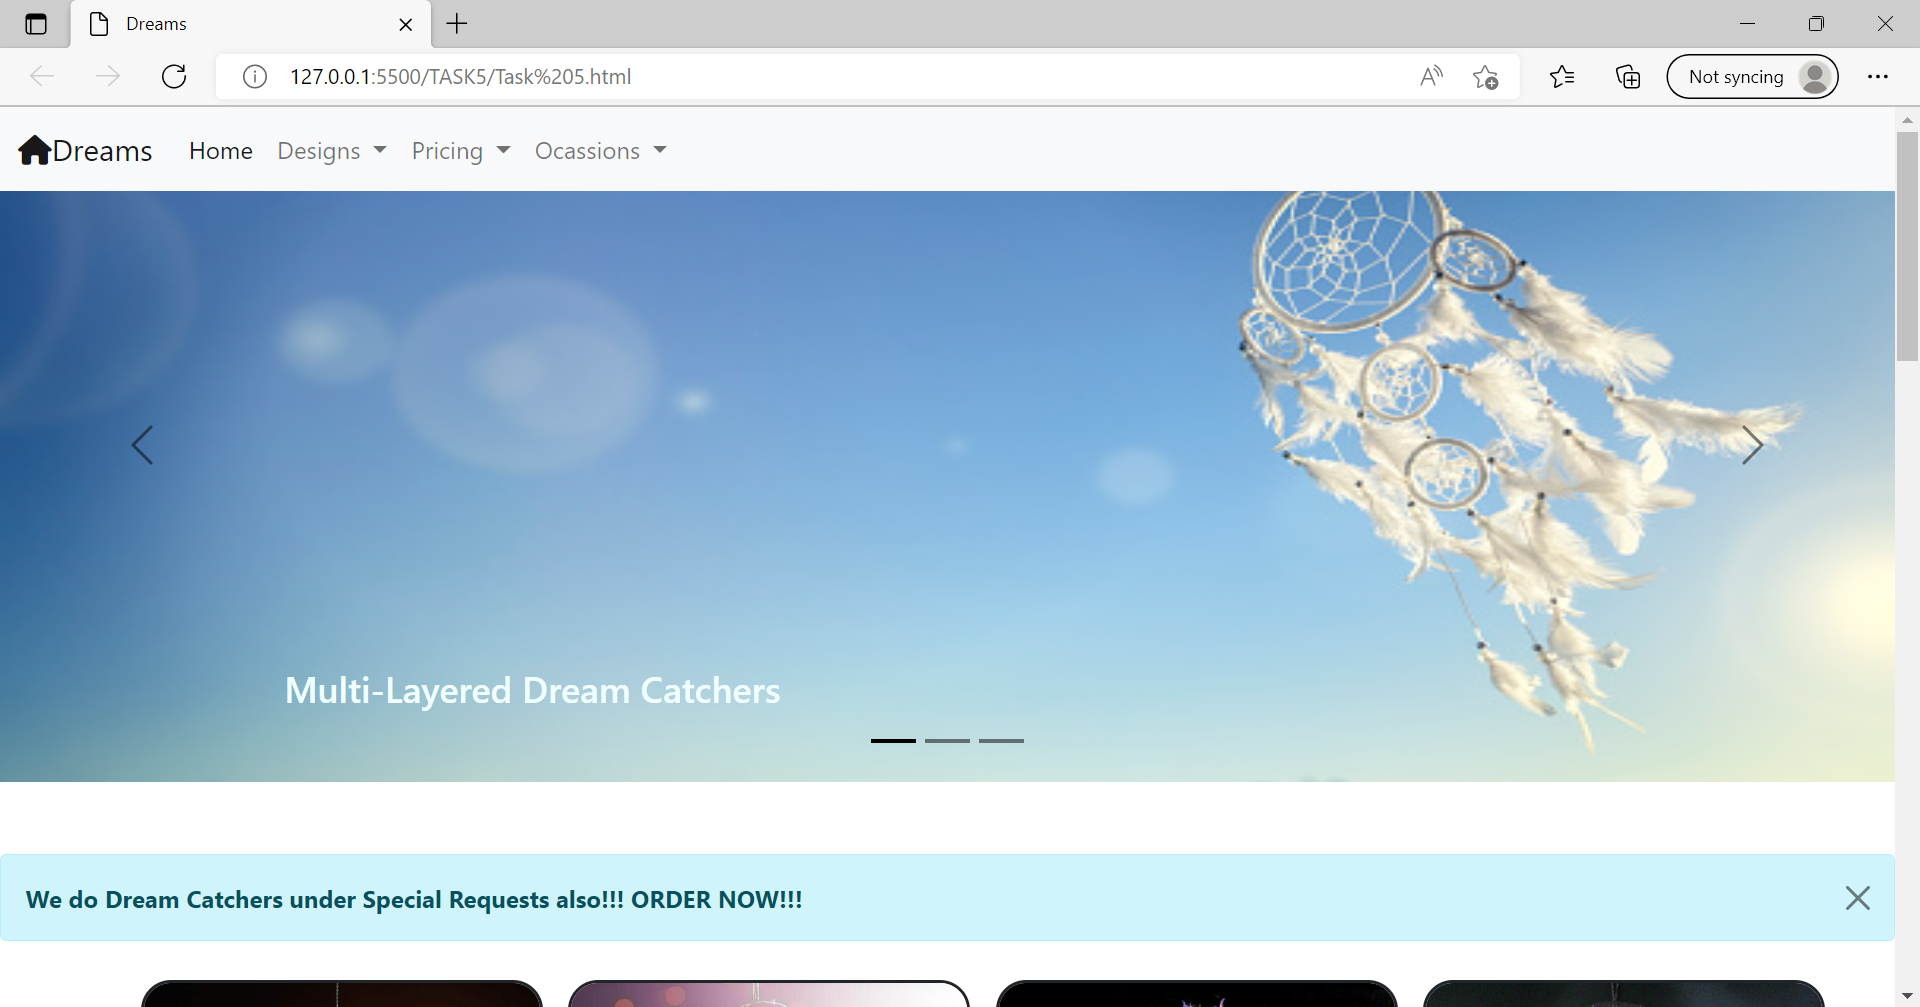 Dreams
127.0.0.1:5500/TASK5/Task%205.html
Not syncing
Dreams Home Designs Pricing Ocassions
Multi-Layered Dream Catchers
We do Dream Catchers under Special Requests also!!! ORDER NOW!!!